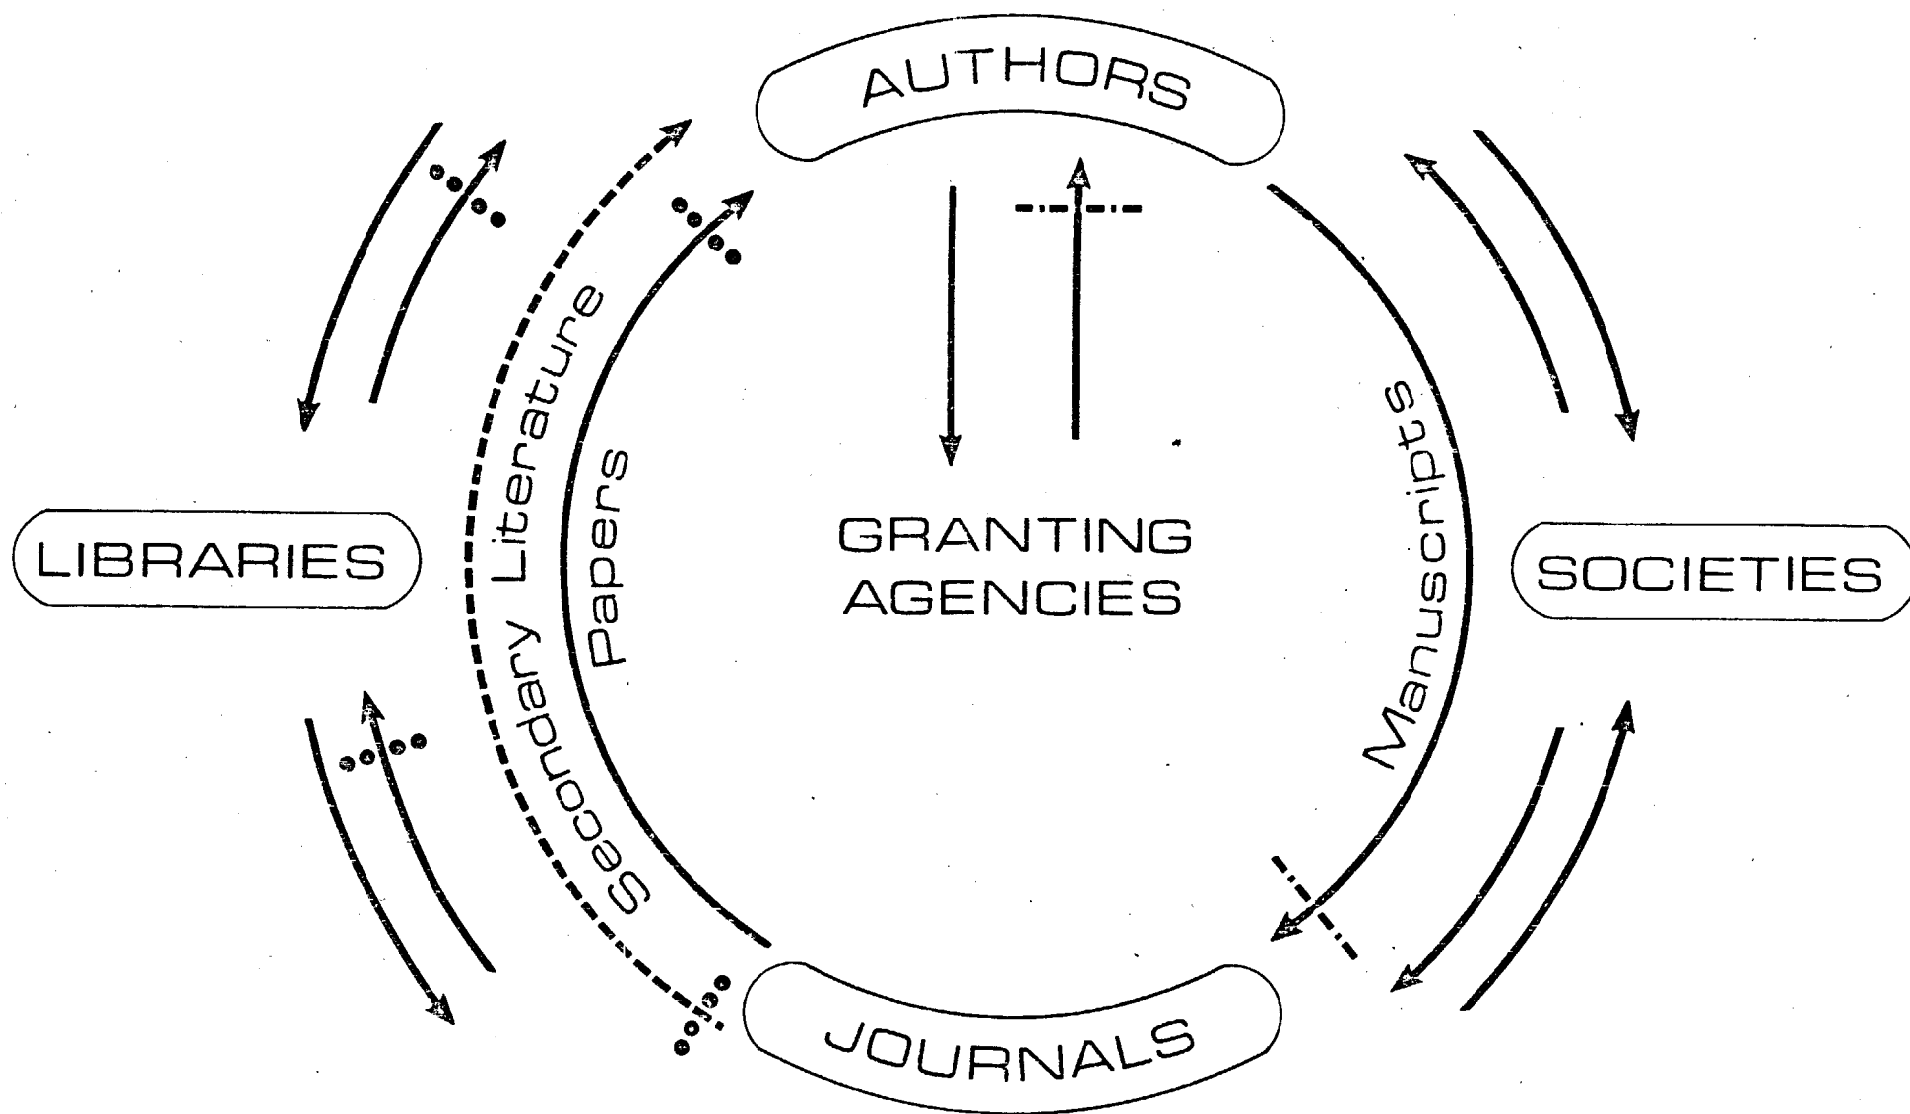 AUTHORS
Secondary Literature
Papers
GRANTING
AGENCIES
Manuscripts
LIBRARIES
SOCIETIES
JOURNALS